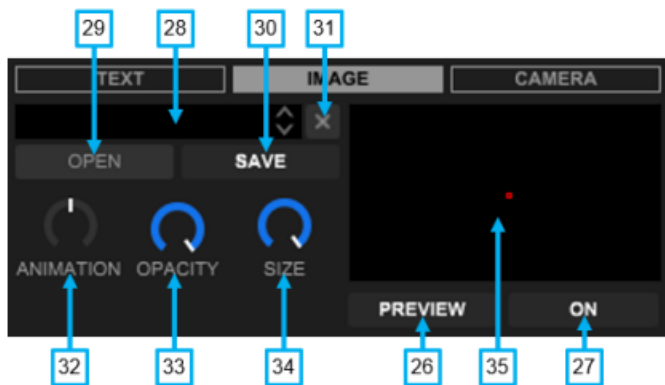 29 28 30 31
TEXT IMAGE CAMERA
OPEN SAVE
ANIMATION OPACITY SIZE
PREVIEW ON
32 33 34 26 35 27